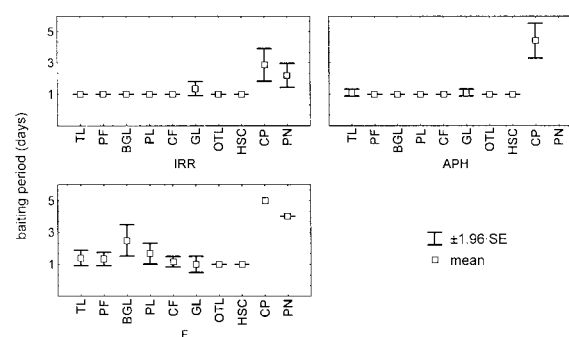 baiting period (days)
5
3
1
TL PF BGL PL CF GL OTL HSC CP PN
IRR
TL PF BGL PL CF GL OTL HSC CP PN
APH
5
3
1
TL PF BGL PL CF GL OTL HSC CP PN
±1.96·SE
mean